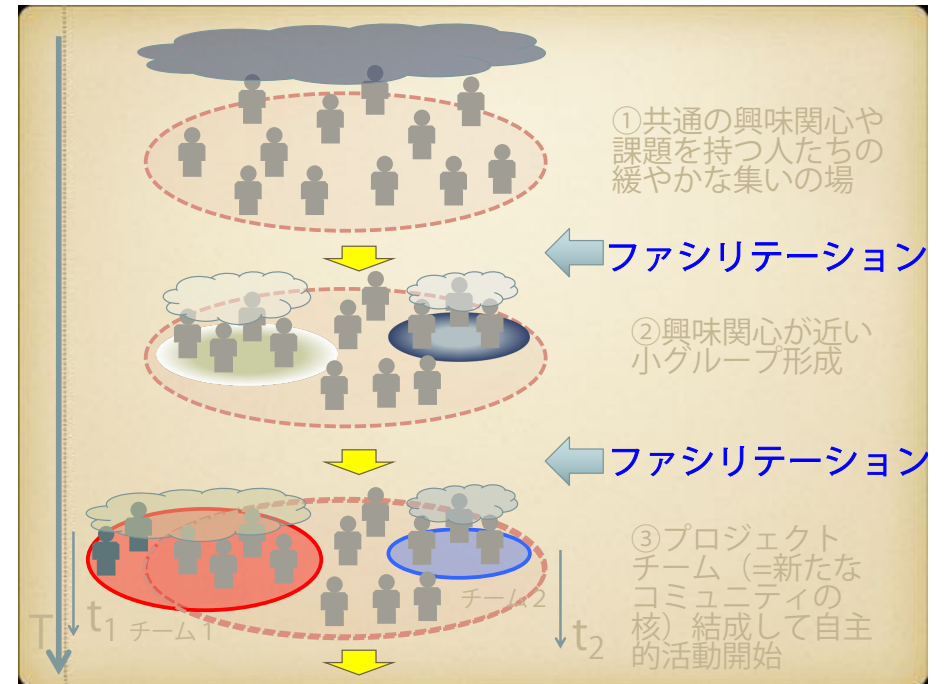 ①共通の興味関心や
課題を持つ人たちの
緩やかな集いの場
ファシリテーション
②興味関心が近い
小グループ形成
ファシリテーション
③プロジェクト
チーム（=新たな
コミュニティの
核）結成して自主
的活動開始
チーム2
T
t₁
チーム1
t₂